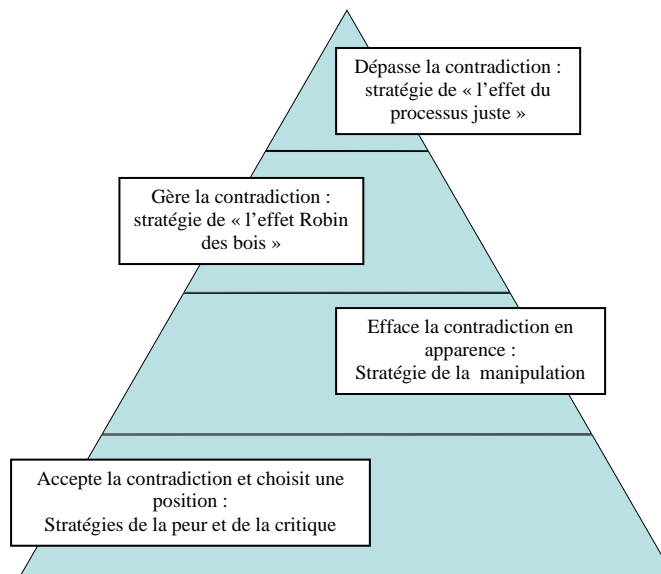 Dépasse la contradiction :
stratégie de « l’effet du
processus juste »
Gère la contradiction :
stratégie de « l’effet Robin
des bois »
Efface la contradiction en
apparence :
Stratégie de la  manipulation
Accepte la contradiction et choisit une
position :
Stratégies de la peur et de la critique